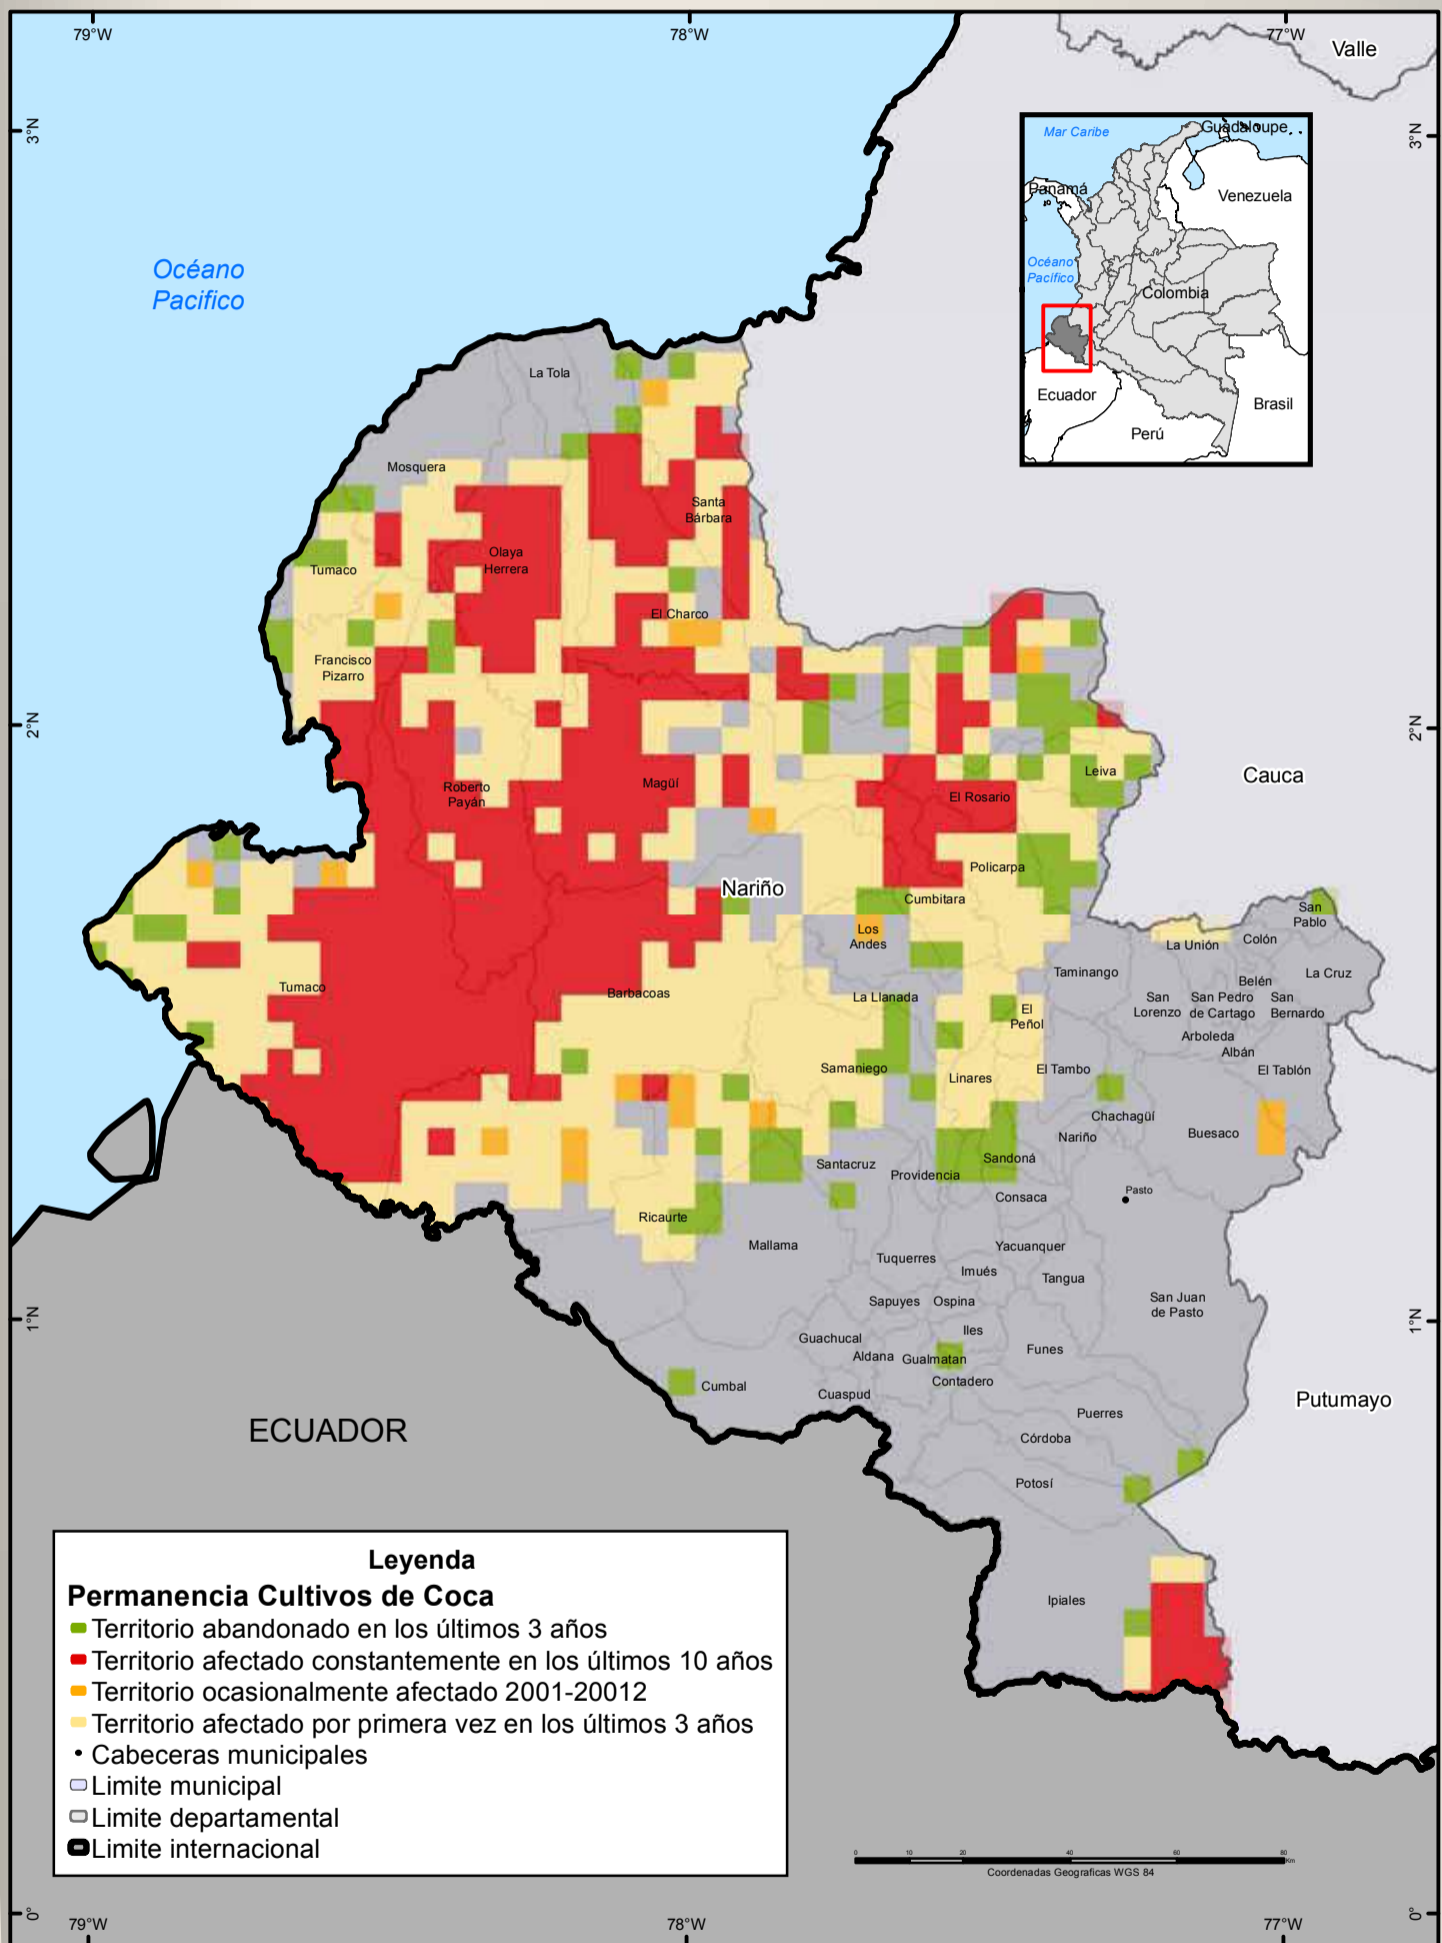 79°W
78°W
77°W
Valle
3°N
3°N
Mar Caribe
Guadaloupe
Panamá
Venezuela
Océano
Pacífico
Colombia
Ecuador
Brasil
Perú
Océano
Pacifico
La Tola
Mosquera
Santa
Bárbara
Olaya
Herrera
Tumaco
El Charco
Francisco
Pizarro
2°N
2°N
Leiva
Cauca
Roberto
Payán
Magüí
El Rosario
Policarpa
Nariño
Cumbitara
San
Pablo
Los
Andes
La Unión
Colón
Taminango
La Cruz
Belén
Tumaco
Barbacoas
La Llanada
San
Lorenzo
San Pedro
de Cartago
San
Bernardo
El
Peñol
Arboleda
Albán
Samaniego
Linares
El Tambo
El Tablón
Chachagüí
Nariño
Buesaco
Santacruz
Sandoná
Providencia
Consaca
Pasto
Ricaurte
Mallama
Yacuanquer
Tuquerres
Imués
Tangua
Sapuyes
Ospina
San Juan
de Pasto
1°N
1°N
Iles
Guachucal
Funes
Aldana
Gualmatan
Cumbal
Contadero
Cuaspud
Putumayo
Puerres
ECUADOR
Córdoba
Potosí
Ipiales
Leyenda
Permanencia Cultivos de Coca
Territorio abandonado en los últimos 3 años
Territorio afectado constantemente en los últimos 10 años
Territorio ocasionalmente afectado 2001-20012
Territorio afectado por primera vez en los últimos 3 años
Cabeceras municipales
Limite municipal
Limite departamental
Limite internacional
0 10 20 40 60 80
Km
Coordenadas Geograficas WGS 84
0°
0°
79°W
78°W
77°W